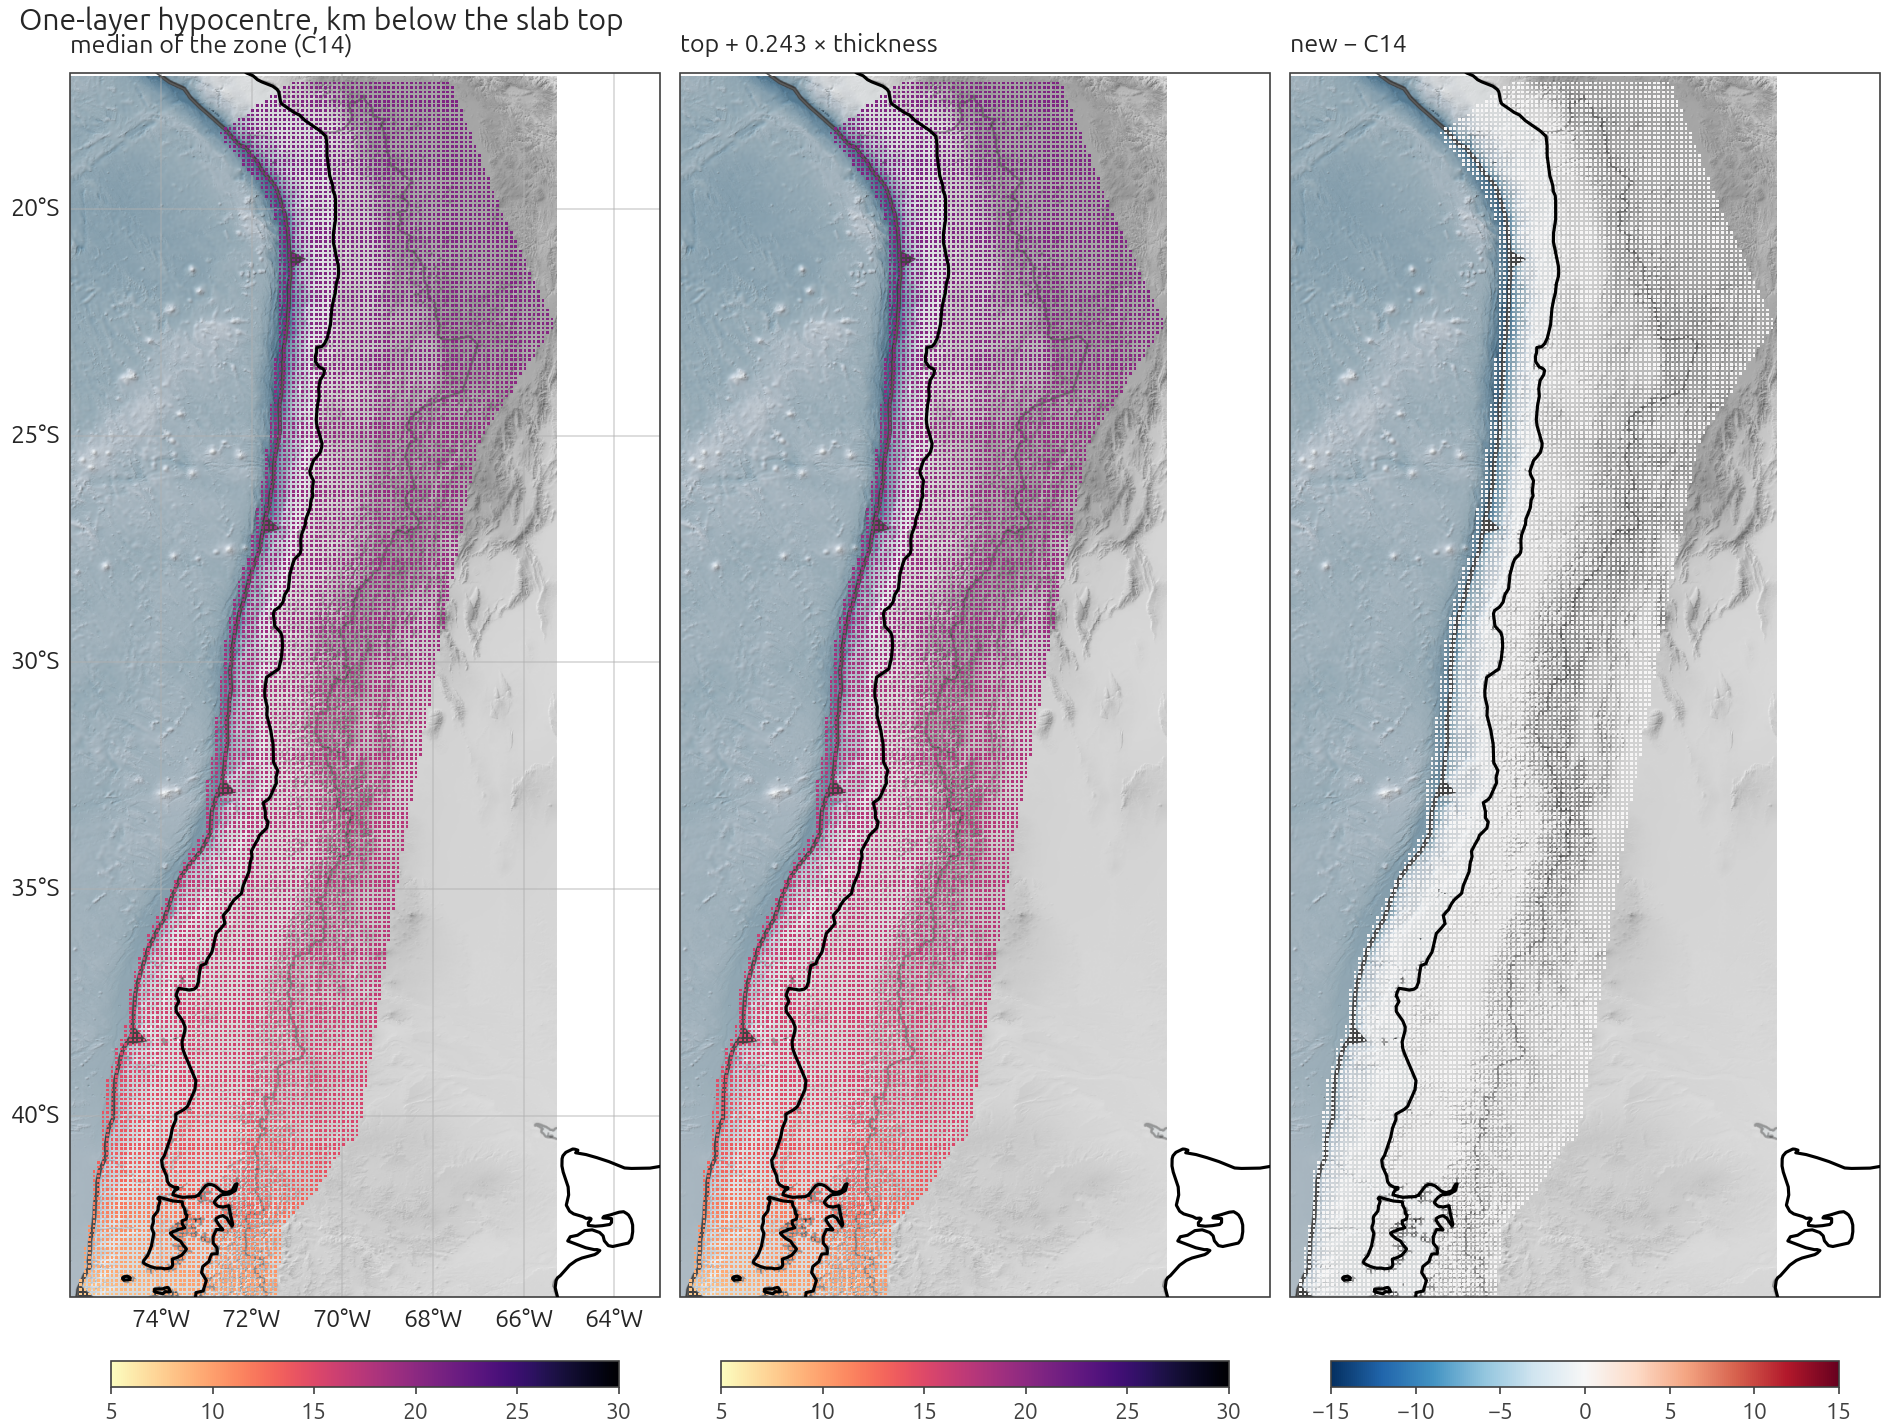 One-layer hypocentre, km below the slab top
median of the zone (C14)
top + 0.243 × thickness
new − C14
20°S
25°S
30°S
35°S
40°S
74°W 72°W 70°W 68°W 66°W 64°W
5 10 15 20 25 30
5 10 15 20 25 30
−15 −10 −5 0 5 10 15